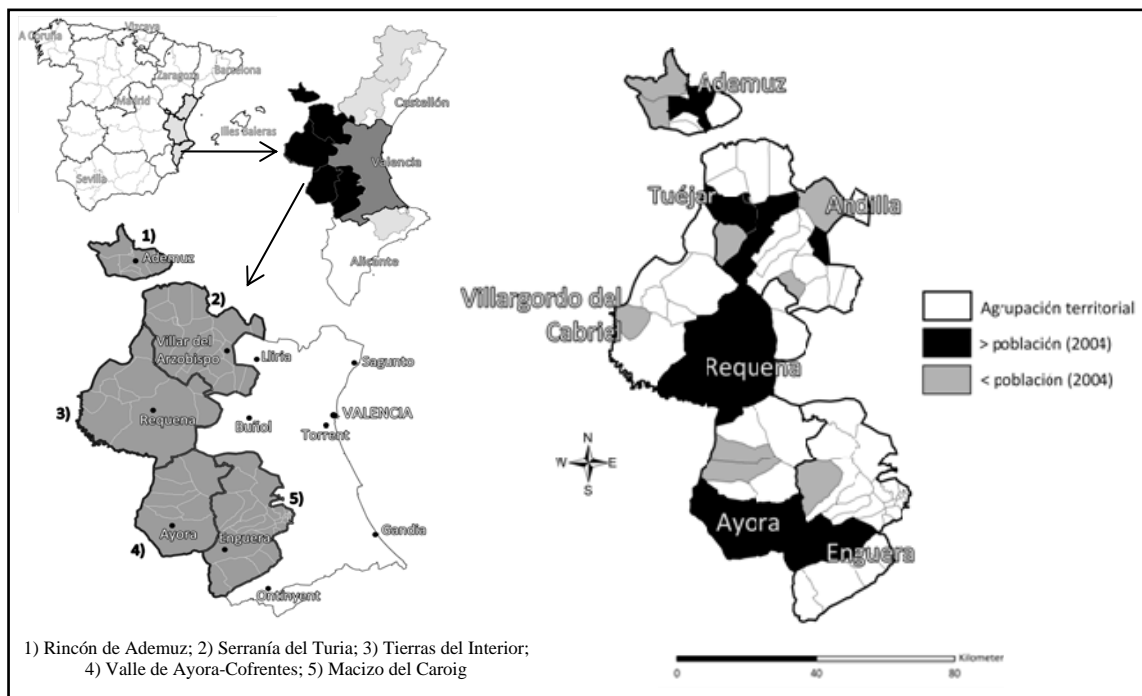 A Coruña
Vizcaya
Zaragoza
Barcelona
Madrid
Illes Baleras
Sevilla
Castellón
Valencia
Alicante
1)
Ademuz
2)
Villar del
Arzobispo
Llíria
Sagunto
3)
Requena
Buñol
VALENCIA
Torrent
5)
Ayora
Enguera
Gandia
4)
Ontinyent
1) Rincón de Ademuz; 2) Serranía del Turia; 3) Tierras del Interior;
4) Valle de Ayora-Cofrentes; 5) Macizo del Caroig
Ademuz
Tuéjar
Andilla
Villargordo del
Cabriel
Requena
Ayora
Enguera
N
W E
S
Agrupación territorial
> población (2004)
< población (2004)
Kilometer
0 40 80